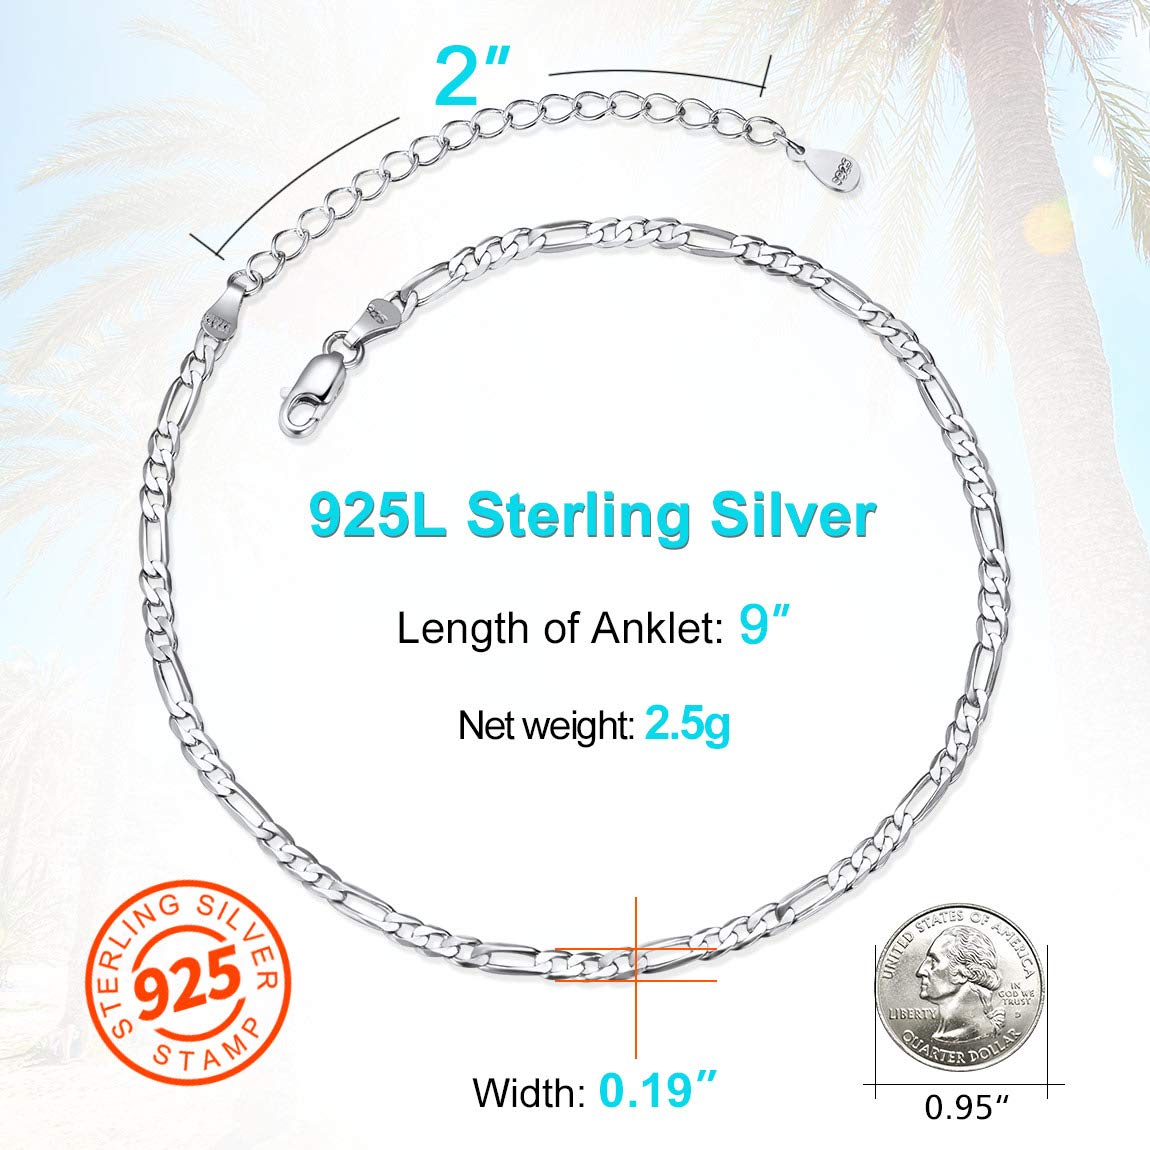 2"
S925
925L Sterling Silver
Length of Anklet: 9"
Net weight: 2.5g
STERLING SILVER
925
STAMP
UNITED STATES OF AMERICA
LIBERTY
IN
GOD WE
TRUST
D
QUARTER DOLLAR
Width: 0.19"
0.95"